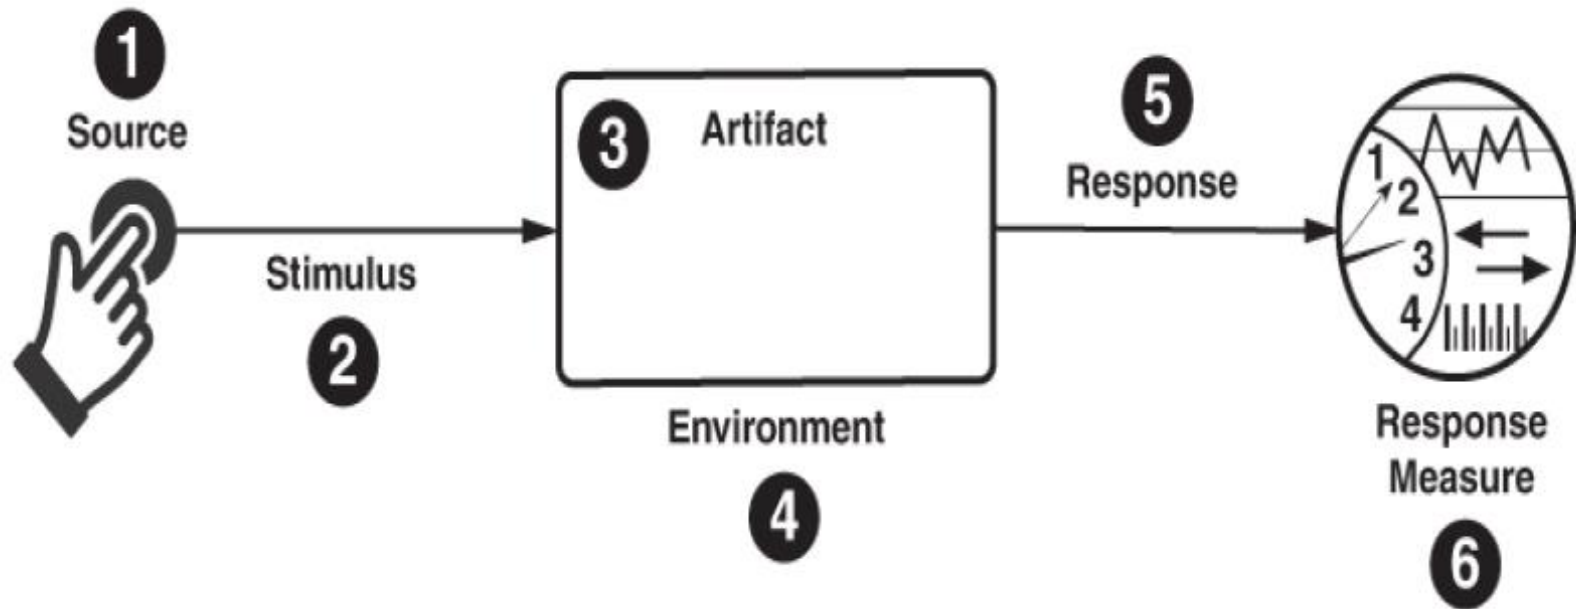 1
Source
Stimulus
2
3
Artifact
Environment
4
5
Response
1
2
3
4
Response
Measure
6